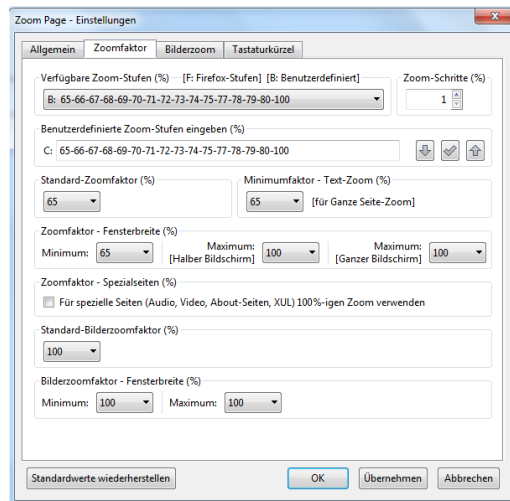 Zoom Page - Einstellungen
Allgemein Zoomfaktor Bilderzoom Tastaturkürzel
Verfügbare Zoom-Stufen (%) [F: Firefox-Stufen] [B: Benutzerdefiniert] Zoom-Schritte (%)
B: 65-66-67-68-69-70-71-72-73-74-75-77-78-79-80-100 1
Benutzerdefinierte Zoom-Stufen eingeben (%)
C: 65-66-67-68-69-70-71-72-73-74-75-77-78-79-80-100
Standard-Zoomfaktor (%) Minimumfaktor - Text-Zoom (%)
65 65 [für Ganze Seite-Zoom]
Zoomfaktor - Fensterbreite (%)
Minimum: 65 Maximum: [Halber Bildschirm] 100 Maximum: [Ganzer Bildschirm] 100
Zoomfaktor - Spezialseiten (%)
Für spezielle Seiten (Audio, Video, About-Seiten, XUL) 100%-igen Zoom verwenden
Standard-Bilderzoomfaktor (%)
100
Bilderzoomfaktor - Fensterbreite (%)
Minimum: 100 Maximum: 100
Standardwerte wiederherstellen OK Übernehmen Abbrechen